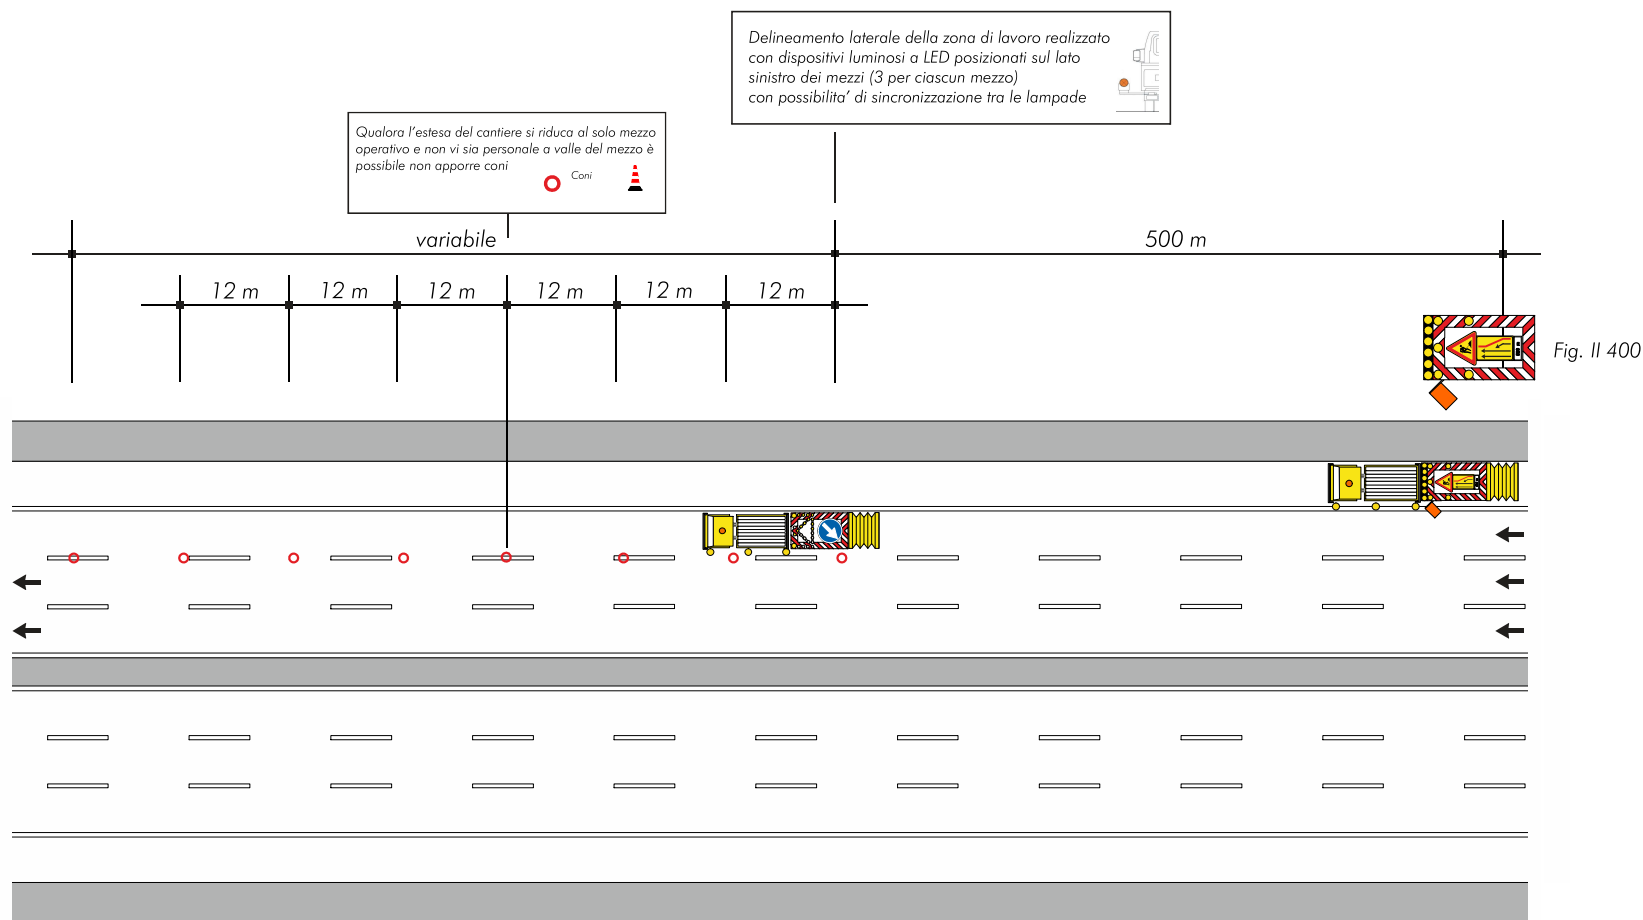 Delineamento laterale della zona di lavoro realizzato
con dispositivi luminosi a LED posizionati sul lato
sinistro dei mezzi (3 per ciascun mezzo)
con possibilita' di sincronizzazione tra le lampade
Qualora l'estesa del cantiere si riduca al solo mezzo
operativo e non vi sia personale a valle del mezzo è
possibile non apporre coni
Coni
variabile
500 m
12 m
12 m
12 m
12 m
12 m
12 m
Fig. II 400